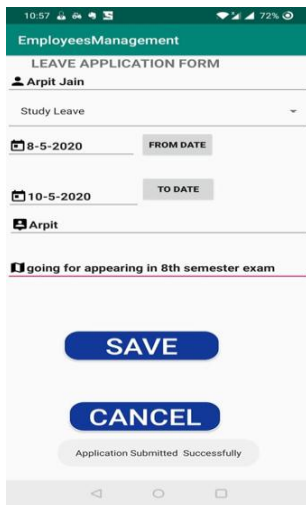 10:57 72%
EmployeesManagement
LEAVE APPLICATION FORM
Arpit Jain
Study Leave
8-5-2020 FROM DATE
10-5-2020 TO DATE
Arpit
going for appearing in 8th semester exam
SAVE
CANCEL
Application Submitted Successfully